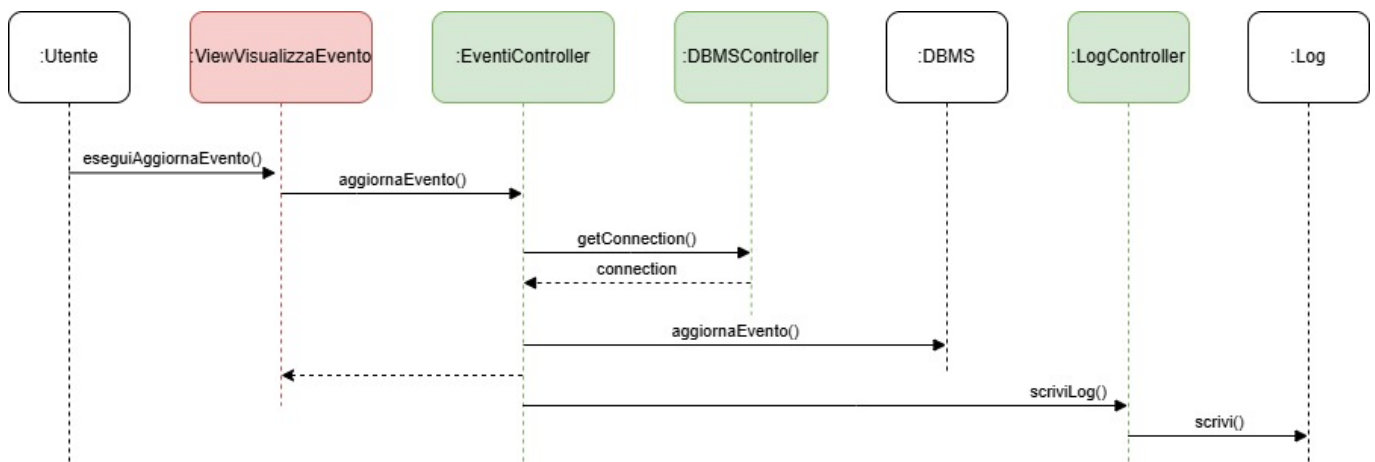 :Utente
:ViewVisualizzaEvento
:EventiController
:DBMSController
:DBMS
:LogController
:Log
eseguiAggiornaEvento()
aggiornaEvento()
getConnection()
connection
aggiornaEvento()
scriviLog()
scrivi()